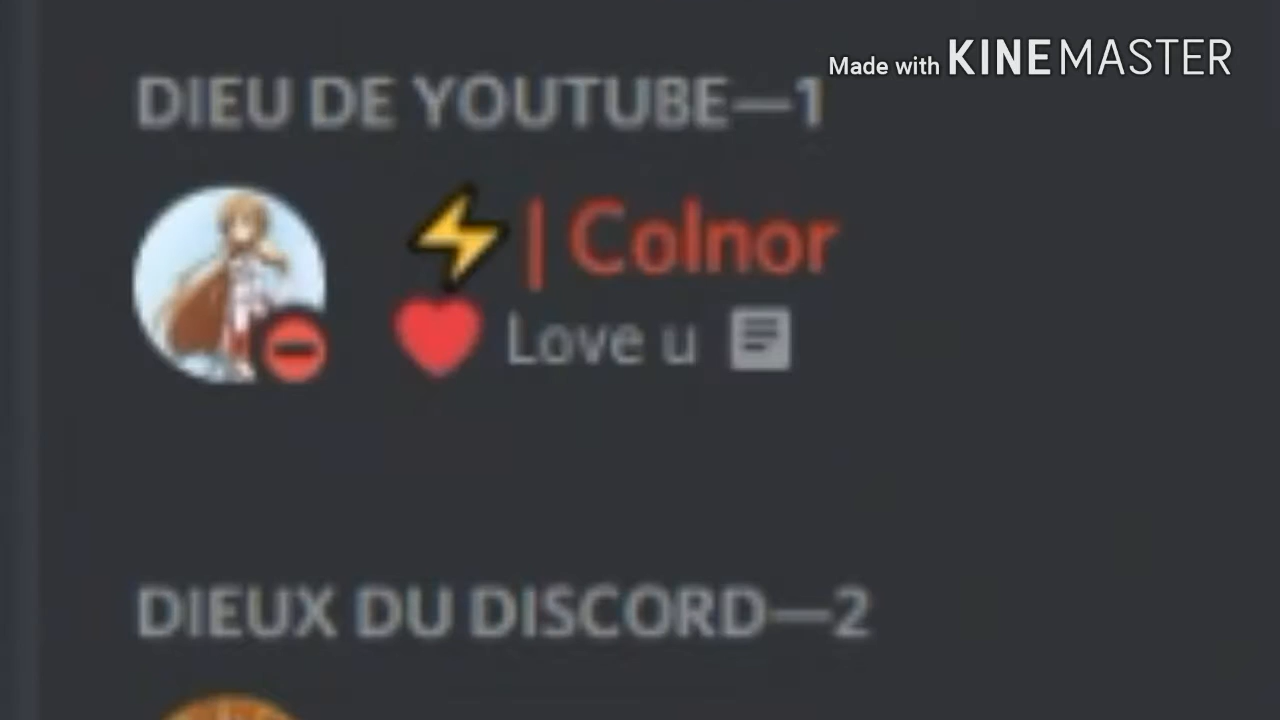 Made with KINEMASTER
DIEU DE YOUTUBE—1
⚡ | Colnor
❤ Love u
DIEUX DU DISCORD—2